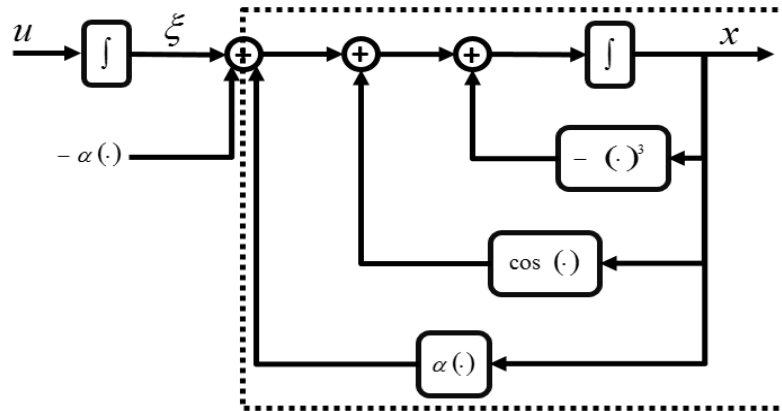 u ∫ ξ + + + ∫ x
− α (·) − (·)³
cos (·)
α (·)